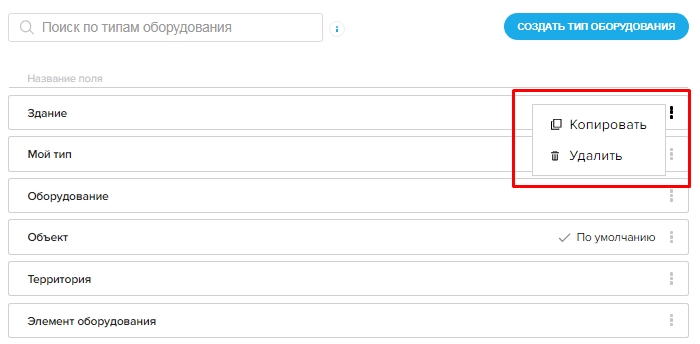 Поиск по типам оборудования
СОЗДАТЬ ТИП ОБОРУДОВАНИЯ
Название поля
Здание
Копировать
Мой тип
Удалить
Оборудование
Объект
По умолчанию
Территория
Элемент оборудования